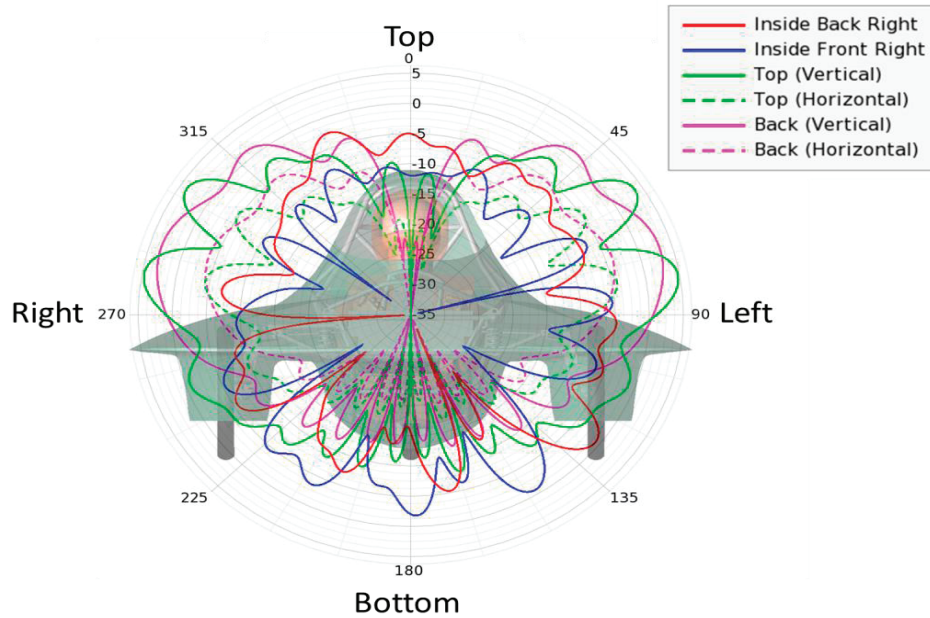 Inside Back Right
Inside Front Right
Top (Vertical)
Top (Horizontal)
Back (Vertical)
Back (Horizontal)
Top
0
5
0
-5
-10
-15
-20
-25
-30
-35
315
45
Right
270
90
Left
225
135
180
Bottom